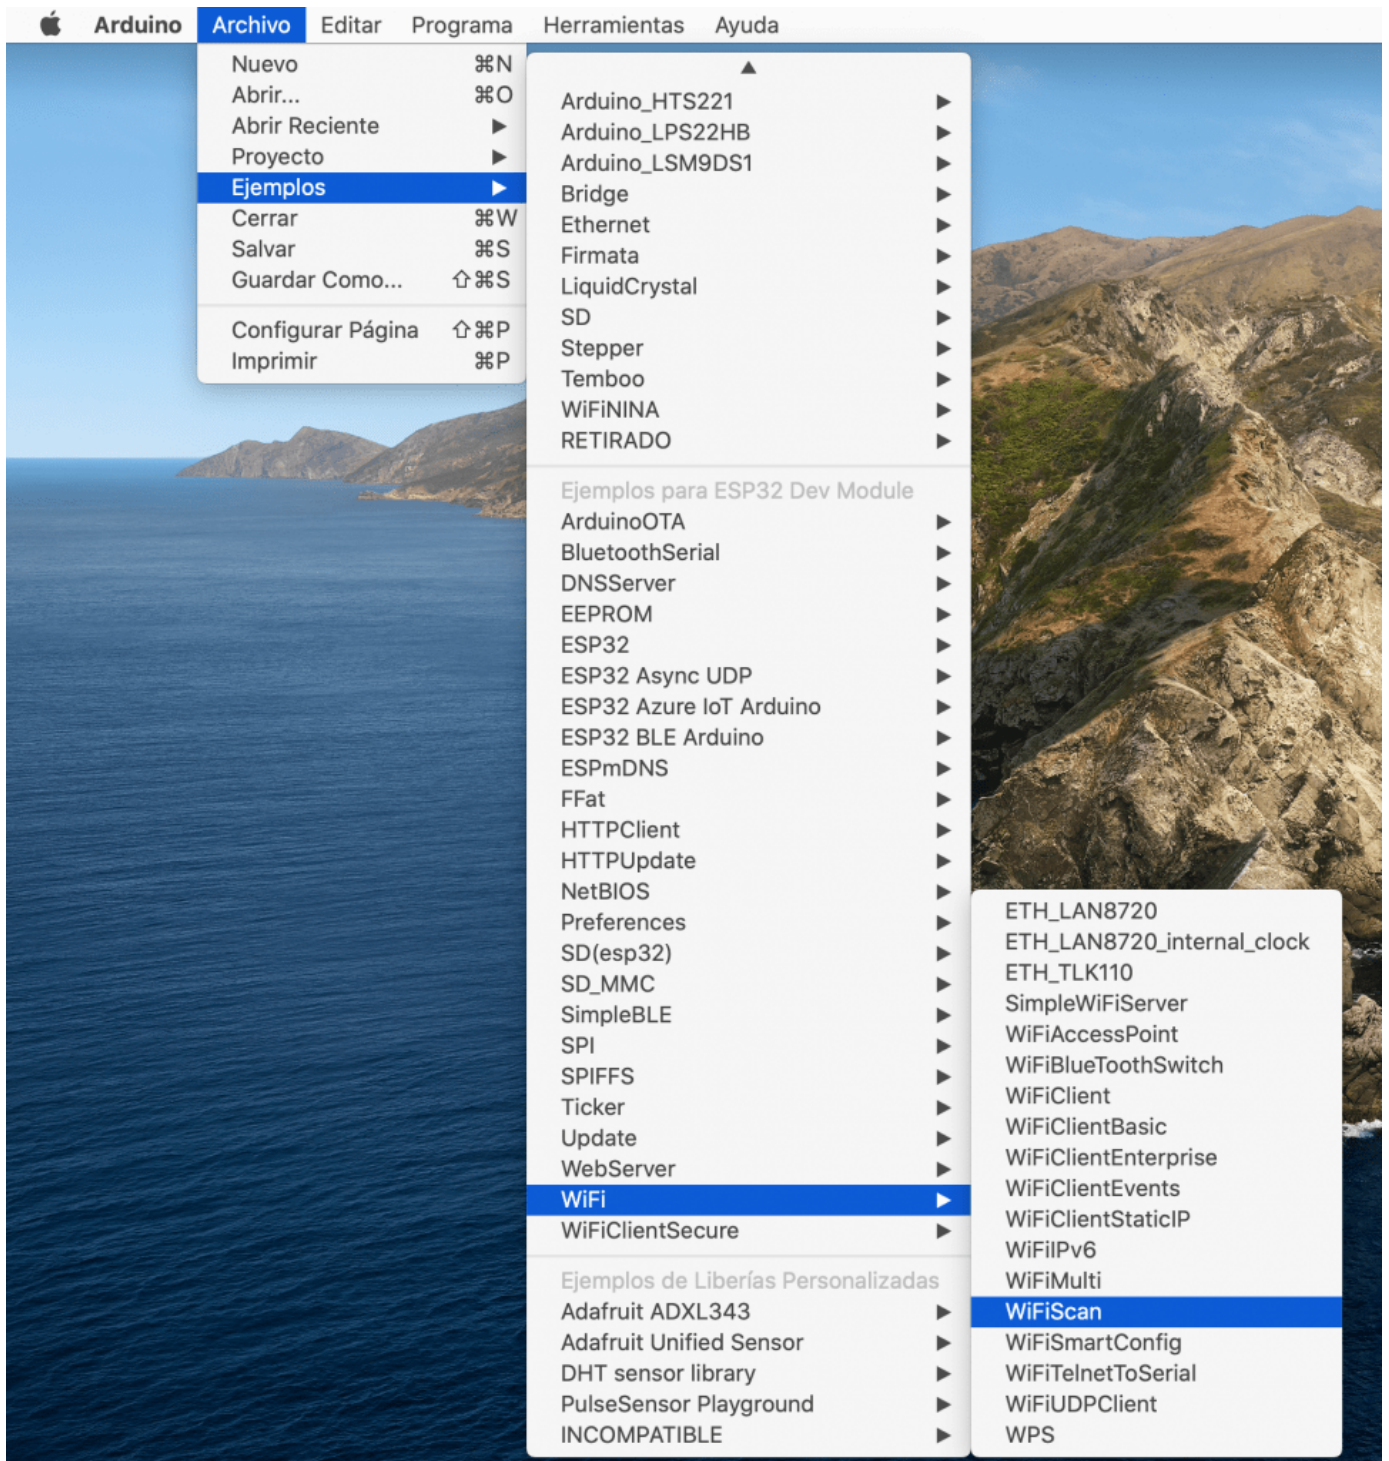 Arduino Archivo Editar Programa Herramientas Ayuda
Nuevo ⌘N
Abrir... ⌘O
Abrir Reciente ▶
Proyecto ▶
Ejemplos ▶
Cerrar ⌘W
Salvar ⌘S
Guardar Como... ⇧⌘S
Configurar Página ⇧⌘P
Imprimir ⌘P
Arduino_HTS221
Arduino_LPS22HB
Arduino_LSM9DS1
Bridge
Ethernet
Firmata
LiquidCrystal
SD
Stepper
Temboo
WiFiNINA
RETIRADO
Ejemplos para ESP32 Dev Module
ArduinoOTA
BluetoothSerial
DNSServer
EEPROM
ESP32
ESP32 Async UDP
ESP32 Azure IoT Arduino
ESP32 BLE Arduino
ESPmDNS
FFat
HTTPClient
HTTPUpdate
NetBIOS
Preferences
SD(esp32)
SD_MMC
SimpleBLE
SPI
SPIFFS
Ticker
Update
WebServer
WiFi
WiFiClientSecure
Ejemplos de Liberías Personalizadas
Adafruit ADXL343
Adafruit Unified Sensor
DHT sensor library
PulseSensor Playground
INCOMPATIBLE
ETH_LAN8720
ETH_LAN8720_internal_clock
ETH_TLK110
SimpleWiFiServer
WiFiAccessPoint
WiFiBlueToothSwitch
WiFiClient
WiFiClientBasic
WiFiClientEnterprise
WiFiClientEvents
WiFiClientStaticIP
WiFiIPv6
WiFiMulti
WiFiScan
WiFiSmartConfig
WiFiTelnetToSerial
WiFiUDPClient
WPS